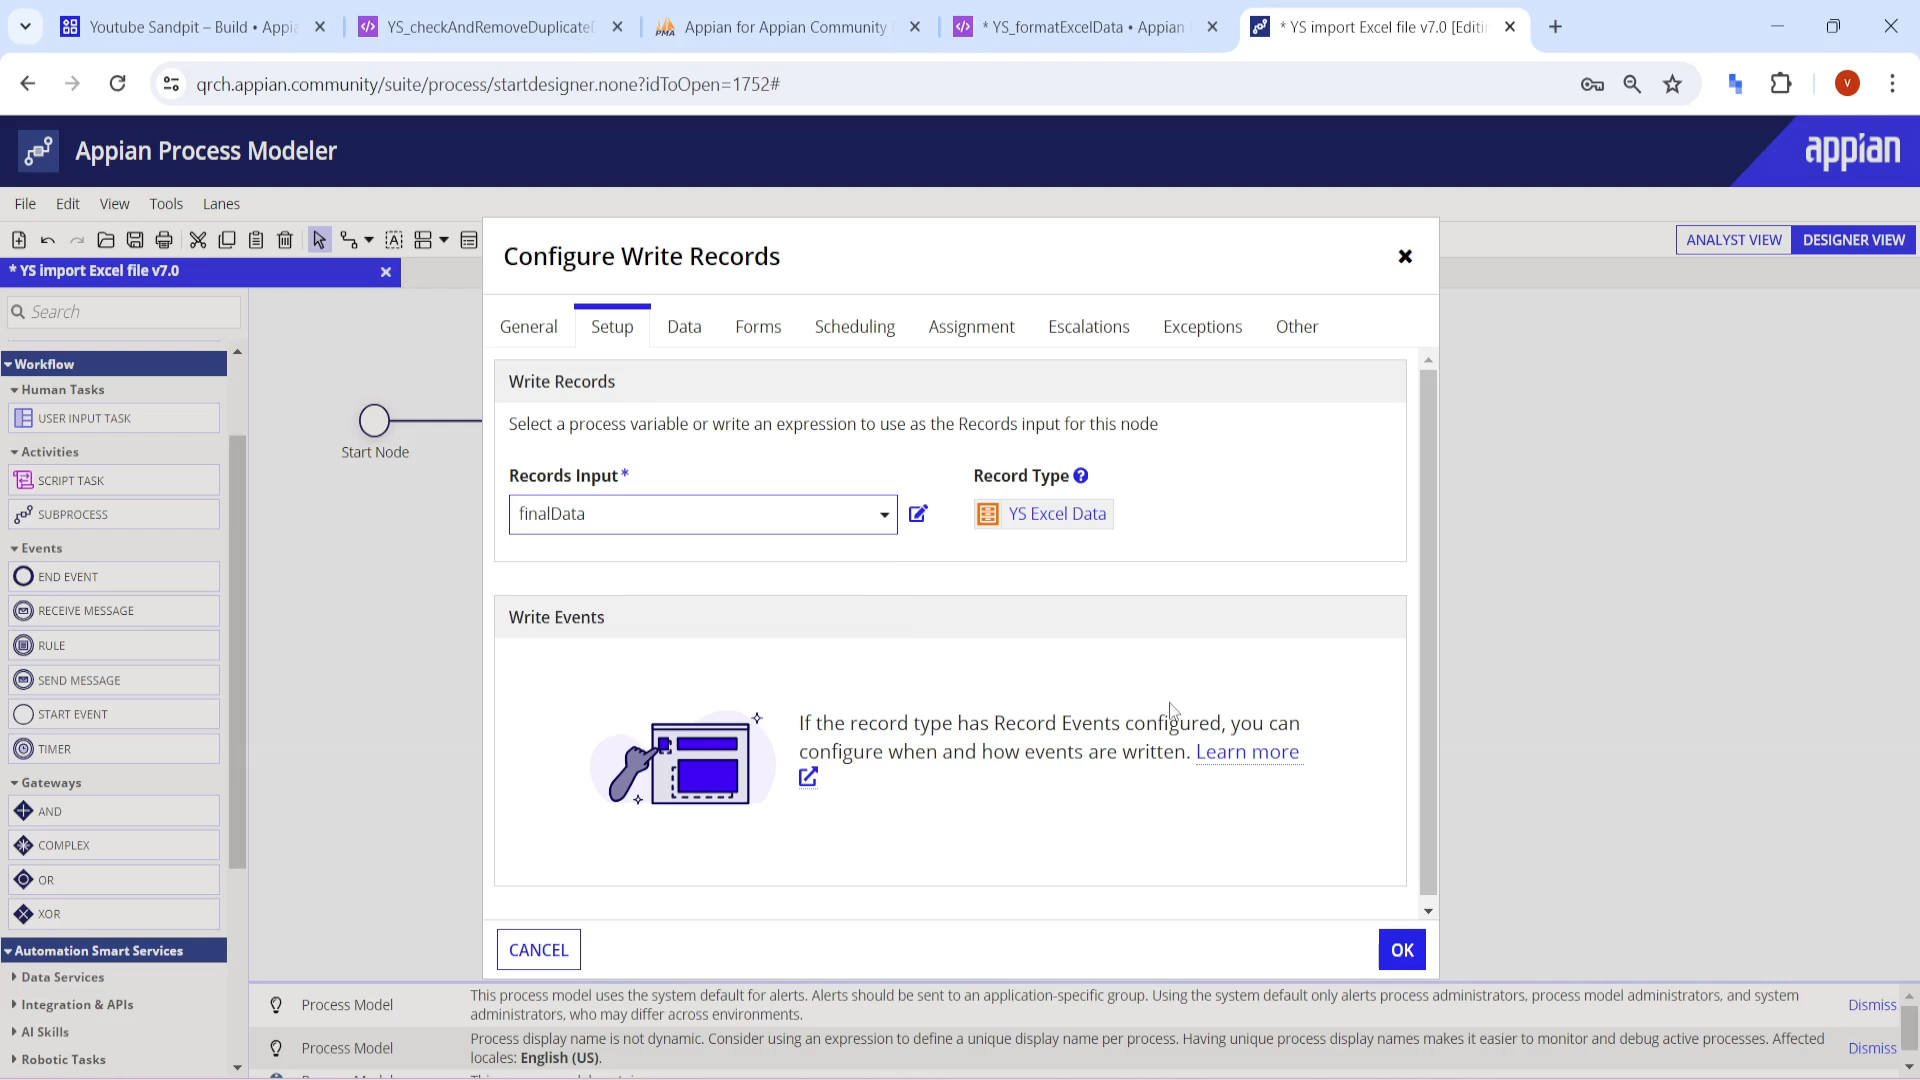 Youtube Sandpit – Build • Appia
YS_checkAndRemoveDuplicateD
Appian for Appian Community
* YS_formatExcelData • Appian
* YS import Excel file v7.0 [Editi
qrch.appian.community/suite/process/startdesigner.none?idToOpen=1752#
V
Appian Process Modeler
appian
File Edit View Tools Lanes
ANALYST VIEW DESIGNER VIEW
* YS import Excel file v7.0
Search
Workflow
Human Tasks
USER INPUT TASK
Activities
SCRIPT TASK
SUBPROCESS
Events
END EVENT
RECEIVE MESSAGE
RULE
SEND MESSAGE
START EVENT
TIMER
Gateways
AND
COMPLEX
OR
XOR
Automation Smart Services
Data Services
Integration & APIs
AI Skills
Robotic Tasks
Start Node
Configure Write Records
General Setup Data Forms Scheduling Assignment Escalations Exceptions Other
Write Records
Select a process variable or write an expression to use as the Records input for this node
Records Input *
Record Type ?
finalData
YS Excel Data
Write Events
If the record type has Record Events configured, you can
configure when and how events are written. Learn more
CANCEL
OK
Process Model
This process model uses the system default for alerts. Alerts should be sent to an application-specific group. Using the system default only alerts process administrators, process model administrators, and system
administrators, who may differ across environments.
Dismiss
Process Model
Process display name is not dynamic. Consider using an expression to define a unique display name per process. Having unique process display names makes it easier to monitor and debug active processes. Affected
locales: English (US).
Dismiss